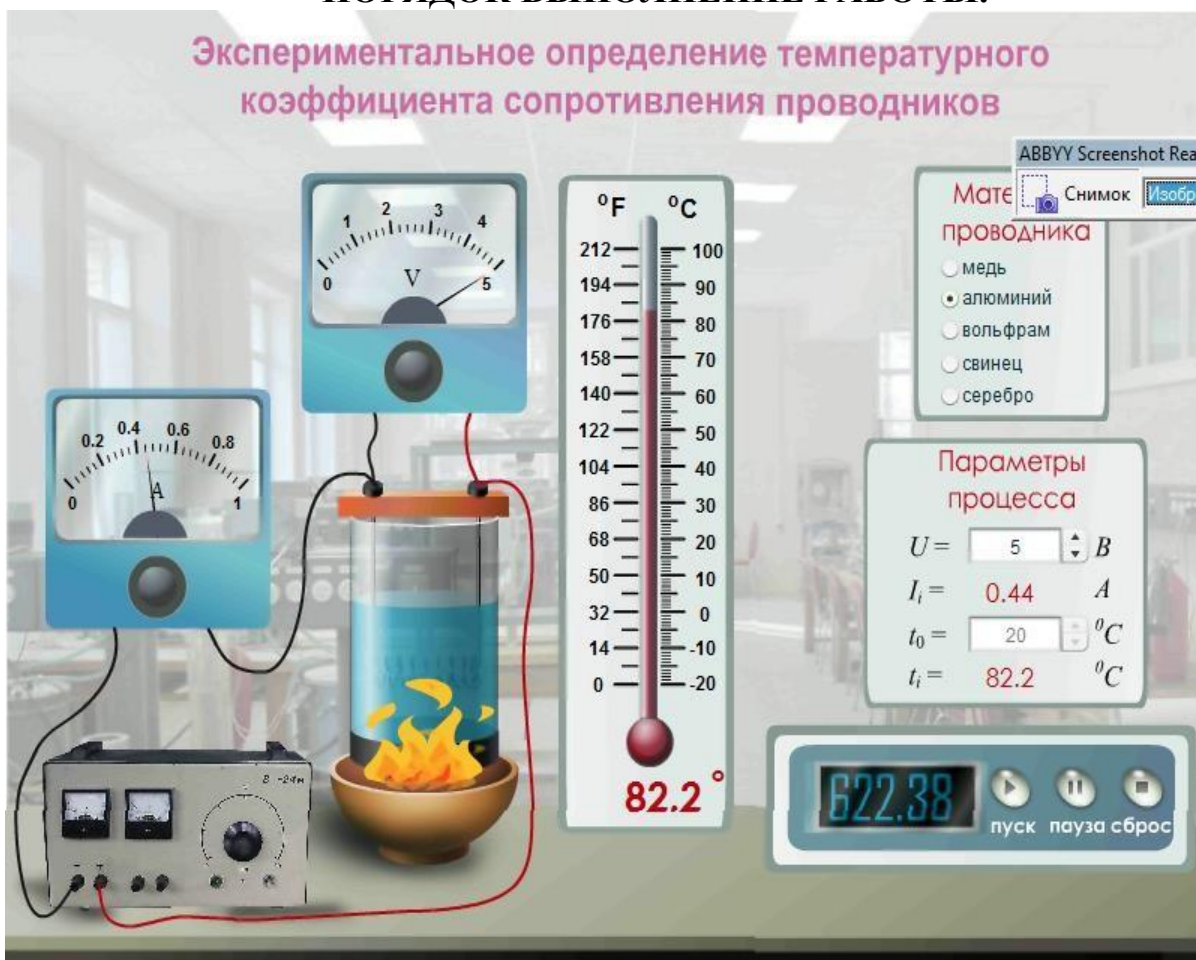 ПОРЯДОК ВЫПОЛНЕНИЕ РАБОТЫ:
Экспериментальное определение температурного
коэффициента сопротивления проводников
ABBYY Screenshot Rea
Снимок Изобр
Мате
проводника
медь
алюминий
вольфрам
свинец
серебро
0 1 2 3 4 5
V
0 0.2 0.4 0.6 0.8 1
A
°F °C
212 100
194 90
176 80
158 70
140 60
122 50
104 40
86 30
68 20
50 10
32 0
14 -10
0 -20
82.2°
Параметры
процесса
U = 5 В
Ii = 0.44 A
t0 = 20 °C
ti = 82.2 °C
622.38
пуск пауза сброс